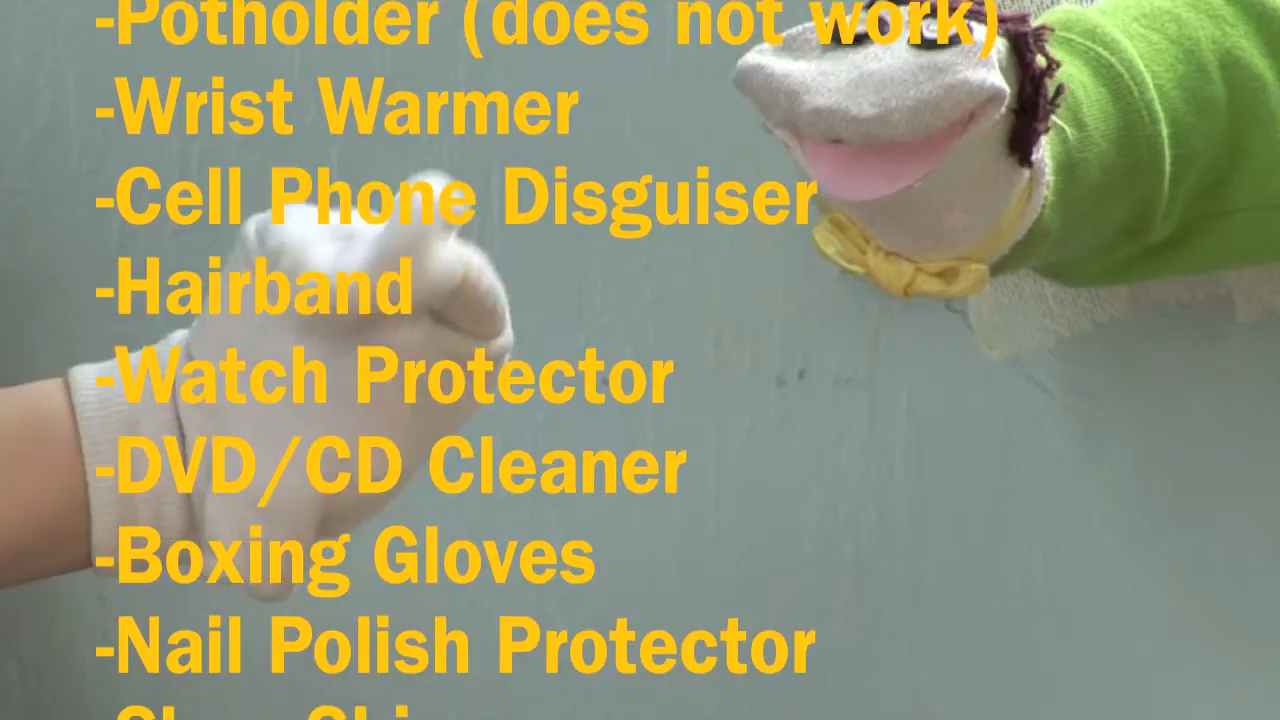 -Potholder (does not work)
-Wrist Warmer
-Cell Phone Disguiser
-Hairband
-Watch Protector
-DVD/CD Cleaner
-Boxing Gloves
-Nail Polish Protector